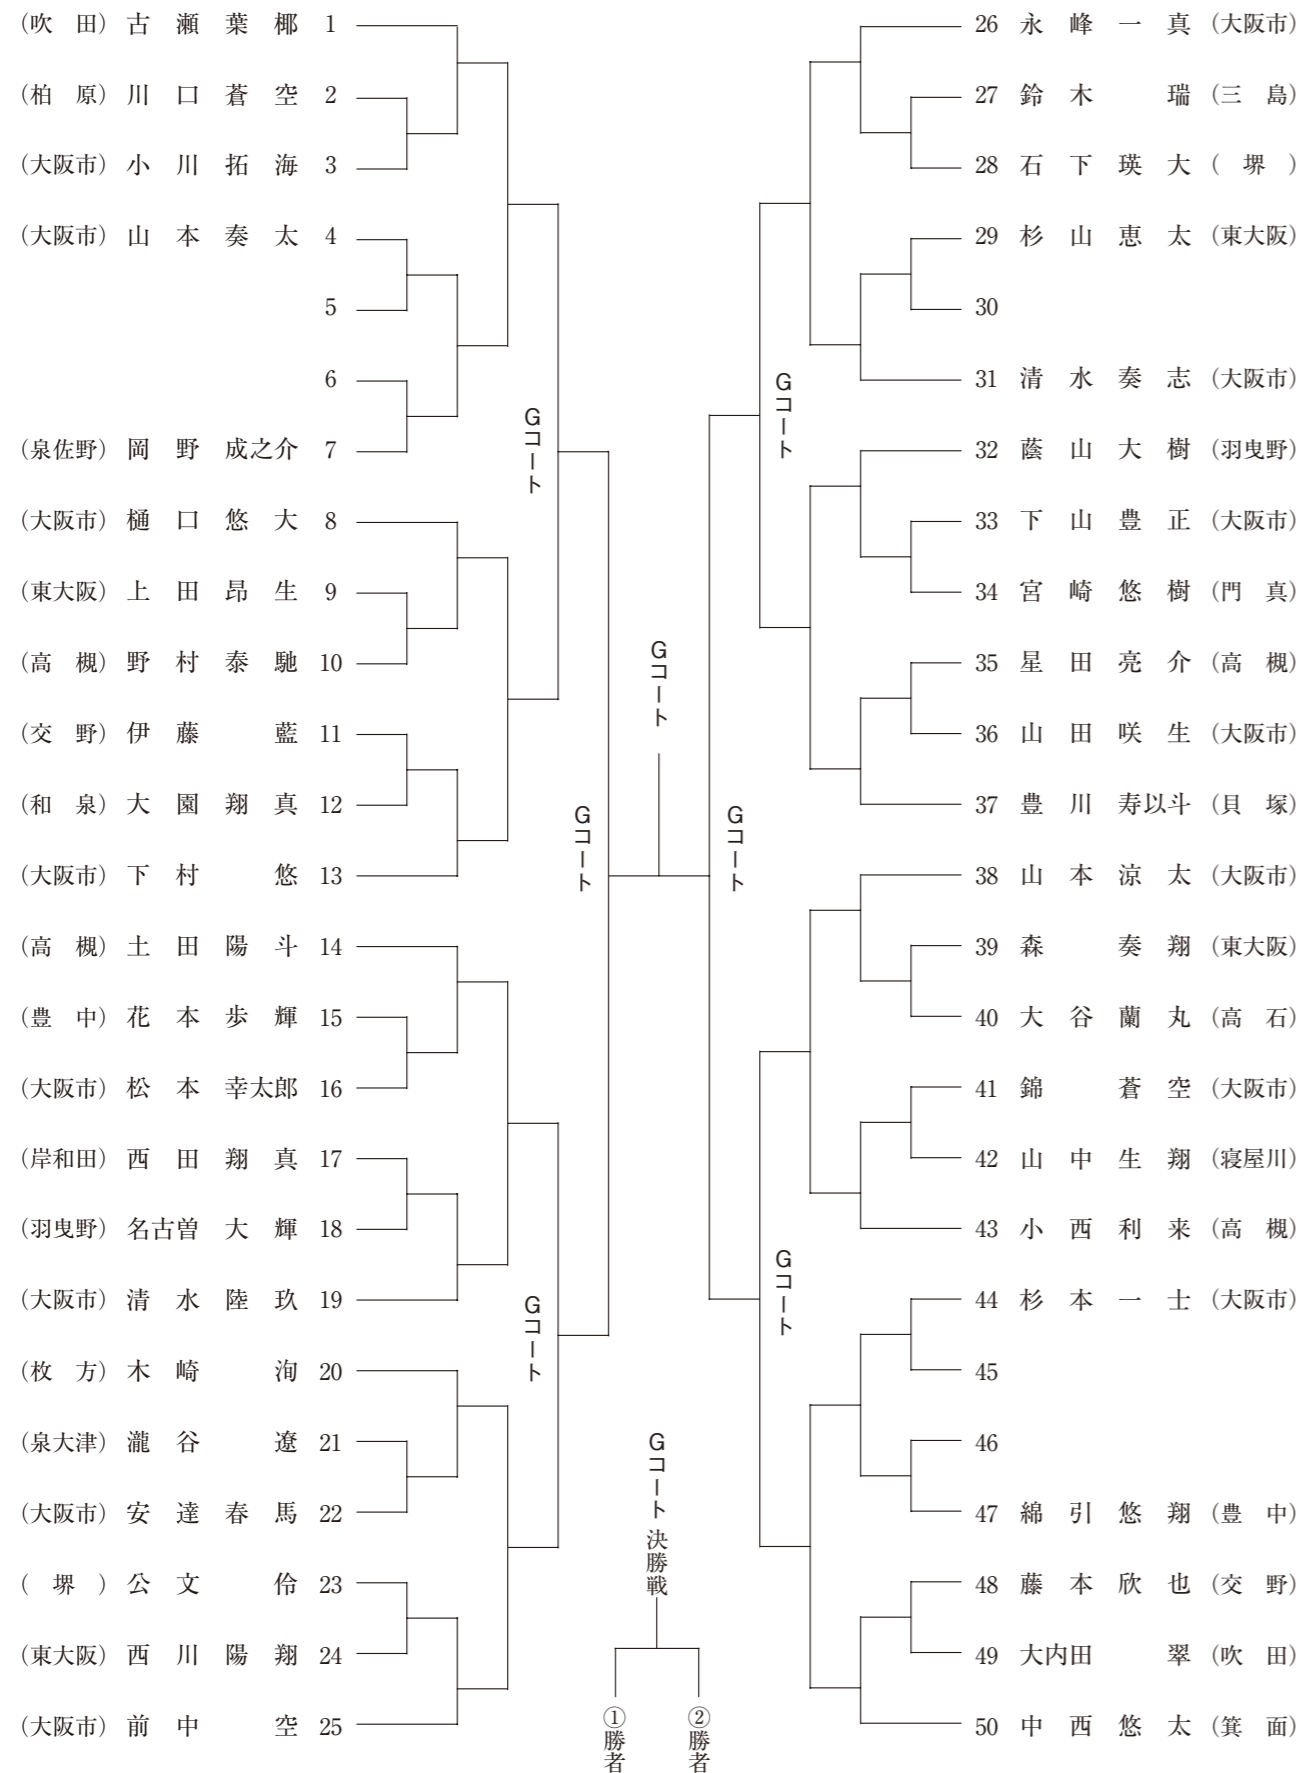 (吹田) 古瀬葉椰 1
(柏原) 川口蒼空 2
(大阪市) 小川拓海 3
(大阪市) 山本奏太 4
5
6
(泉佐野) 岡野成之介 7
(大阪市) 樋口悠大 8
(東大阪) 上田昂生 9
(高槻) 野村泰馳 10
(交野) 伊藤藍 11
(和泉) 大園翔真 12
(大阪市) 下村悠 13
(高槻) 土田陽斗 14
(豊中) 花本歩輝 15
(大阪市) 松本幸太郎 16
(岸和田) 西田翔真 17
(羽曳野) 名古曽大輝 18
(大阪市) 清水陸玖 19
(枚方) 木崎洵 20
(泉大津) 瀧谷遼 21
(大阪市) 安達春馬 22
(堺) 公文伶 23
(東大阪) 西川陽翔 24
(大阪市) 前中空 25
Gコート
Gコート
Gコート
Gコート
Gコート 決勝戦
①勝者
②勝者
Gコート
Gコート
Gコート
26 永峰一真 (大阪市)
27 鈴木瑞 (三島)
28 石下瑛大 (堺)
29 杉山恵太 (東大阪)
30
31 清水奏志 (大阪市)
32 蔭山大樹 (羽曳野)
33 下山豊正 (大阪市)
34 宮崎悠樹 (門真)
35 星田亮介 (高槻)
36 山田咲生 (大阪市)
37 豊川寿以斗 (貝塚)
38 山本涼太 (大阪市)
39 森奏翔 (東大阪)
40 大谷蘭丸 (高石)
41 錦蒼空 (大阪市)
42 山中生翔 (寝屋川)
43 小西利来 (高槻)
44 杉本一士 (大阪市)
45
46
47 綿引悠翔 (豊中)
48 藤本欣也 (交野)
49 大内田翠 (吹田)
50 中西悠太 (箕面)